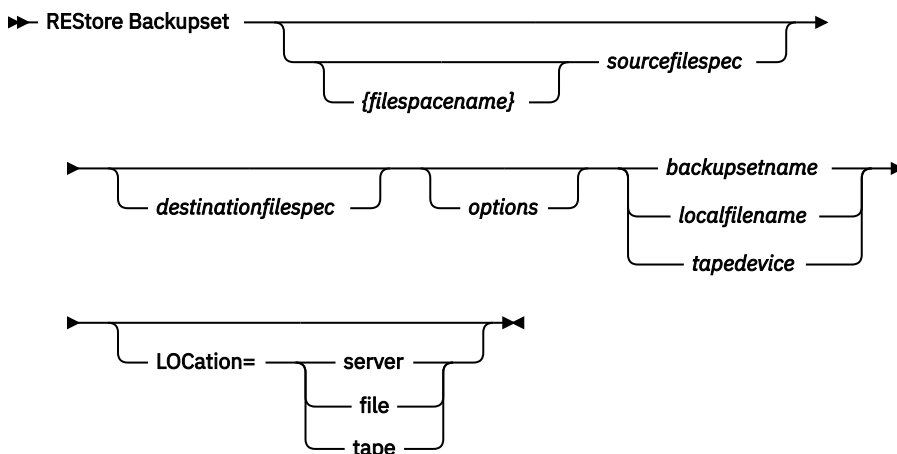 REStore Backupset
sourcefilespec
{filespacename}
backupsetname
destinationfilespec options
localfilename
tapedevice
LOCation= server
file
tape